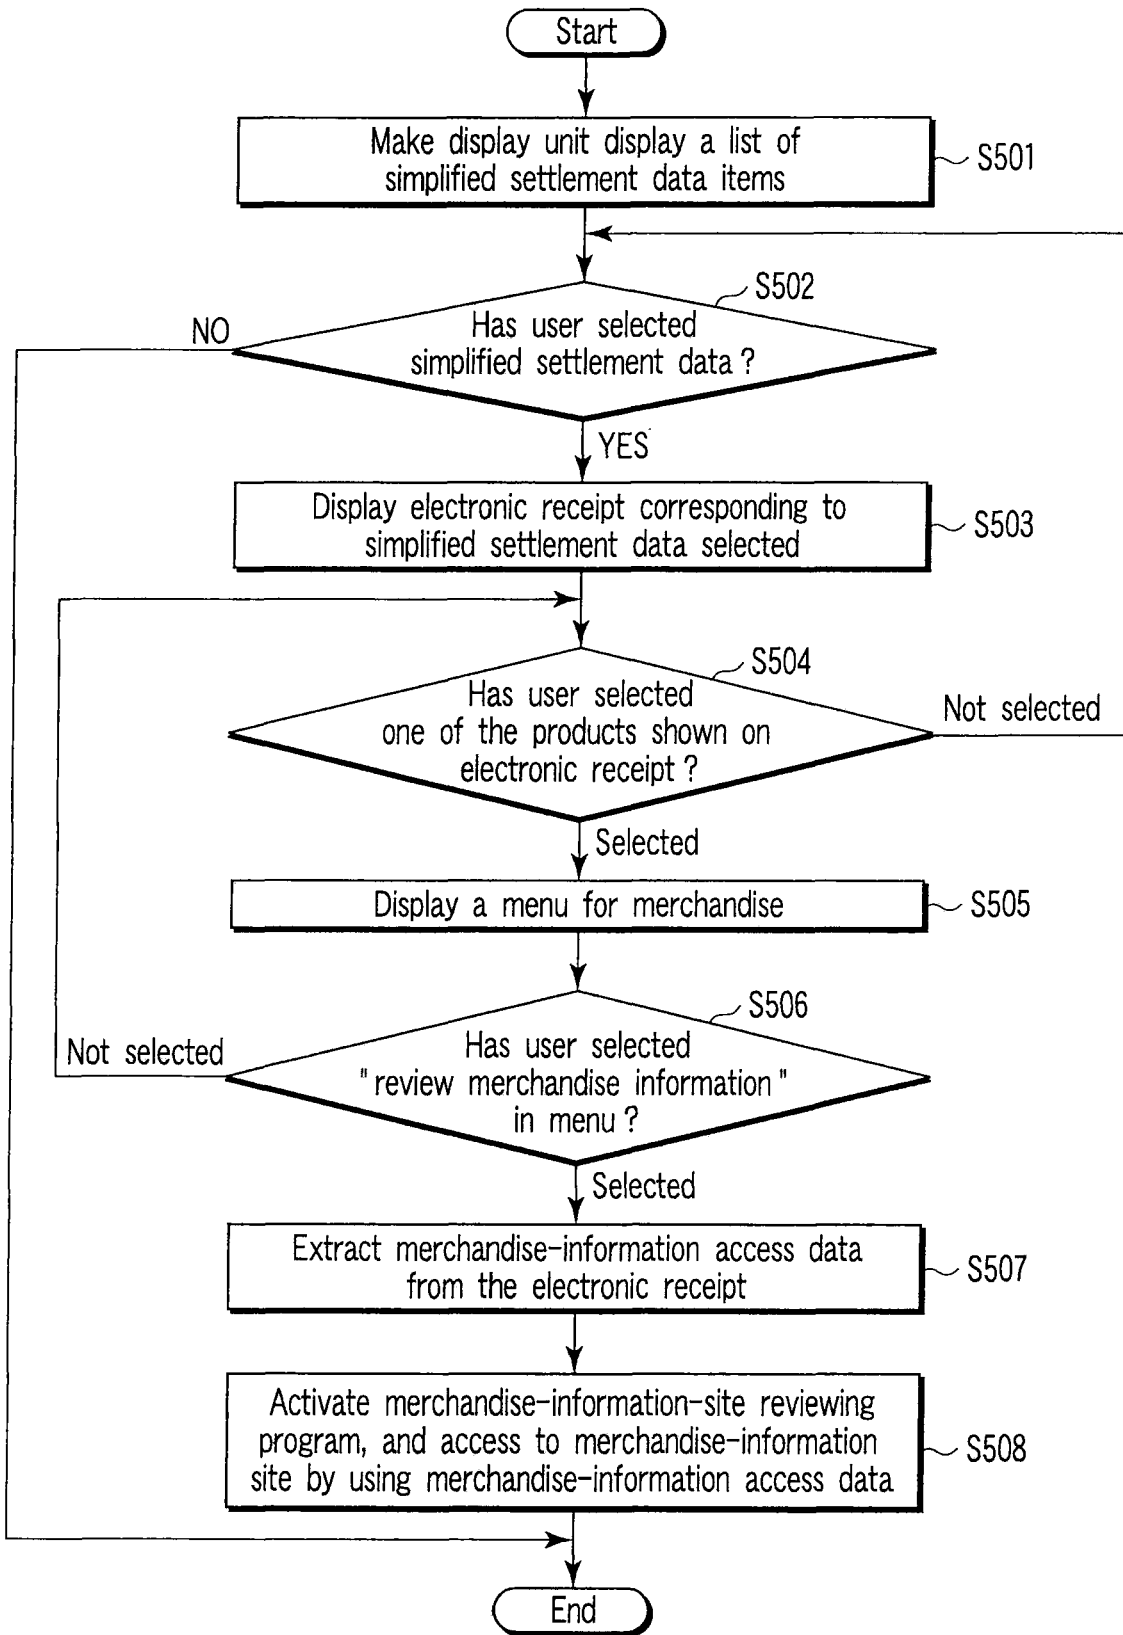 Start
Make display unit display a list of
simplified settlement data items
S501
S502
NO
Has user selected
simplified settlement data ?
YES
Display electronic receipt corresponding to
simplified settlement data selected
S503
S504
Has user selected
one of the products shown on
electronic receipt ?
Not selected
Selected
Display a menu for merchandise
S505
S506
Not selected
Has user selected
"review merchandise information"
in menu ?
Selected
Extract merchandise-information access data
from the electronic receipt
S507
Activate merchandise-information-site reviewing
program, and access to merchandise-information
site by using merchandise-information access data
S508
End